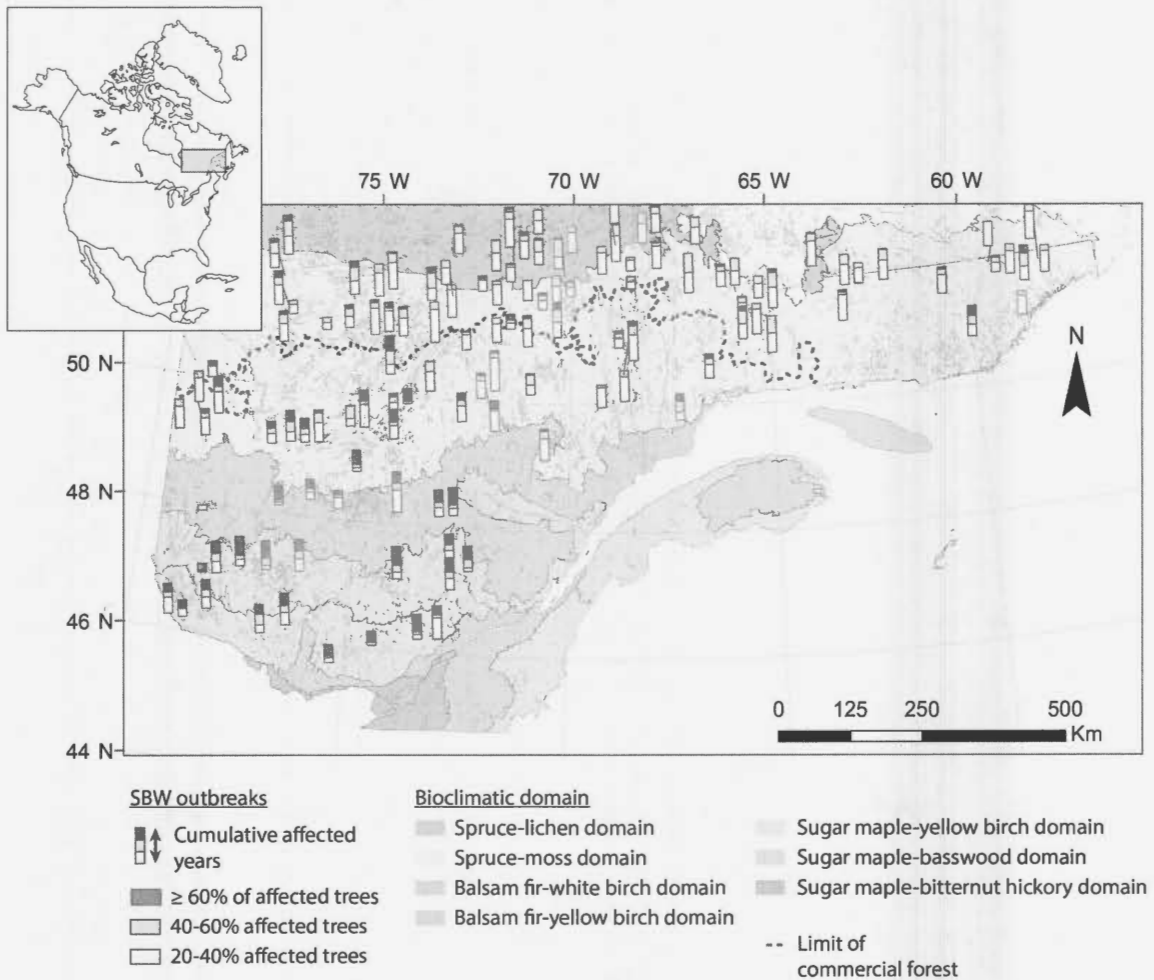 75 W 70 W 65 W 60 W
N
50 N
48 N
46 N
44 N
0 125 250 500
Km
SBW outbreaks
Cumulative affected
years
≥ 60% of affected trees
40-60% affected trees
20-40% affected trees
Bioclimatic domain
Spruce-lichen domain
Spruce-moss domain
Balsam fir-white birch domain
Balsam fir-yellow birch domain
Sugar maple-yellow birch domain
Sugar maple-basswood domain
Sugar maple-bitternut hickory domain
Limit of
commercial forest